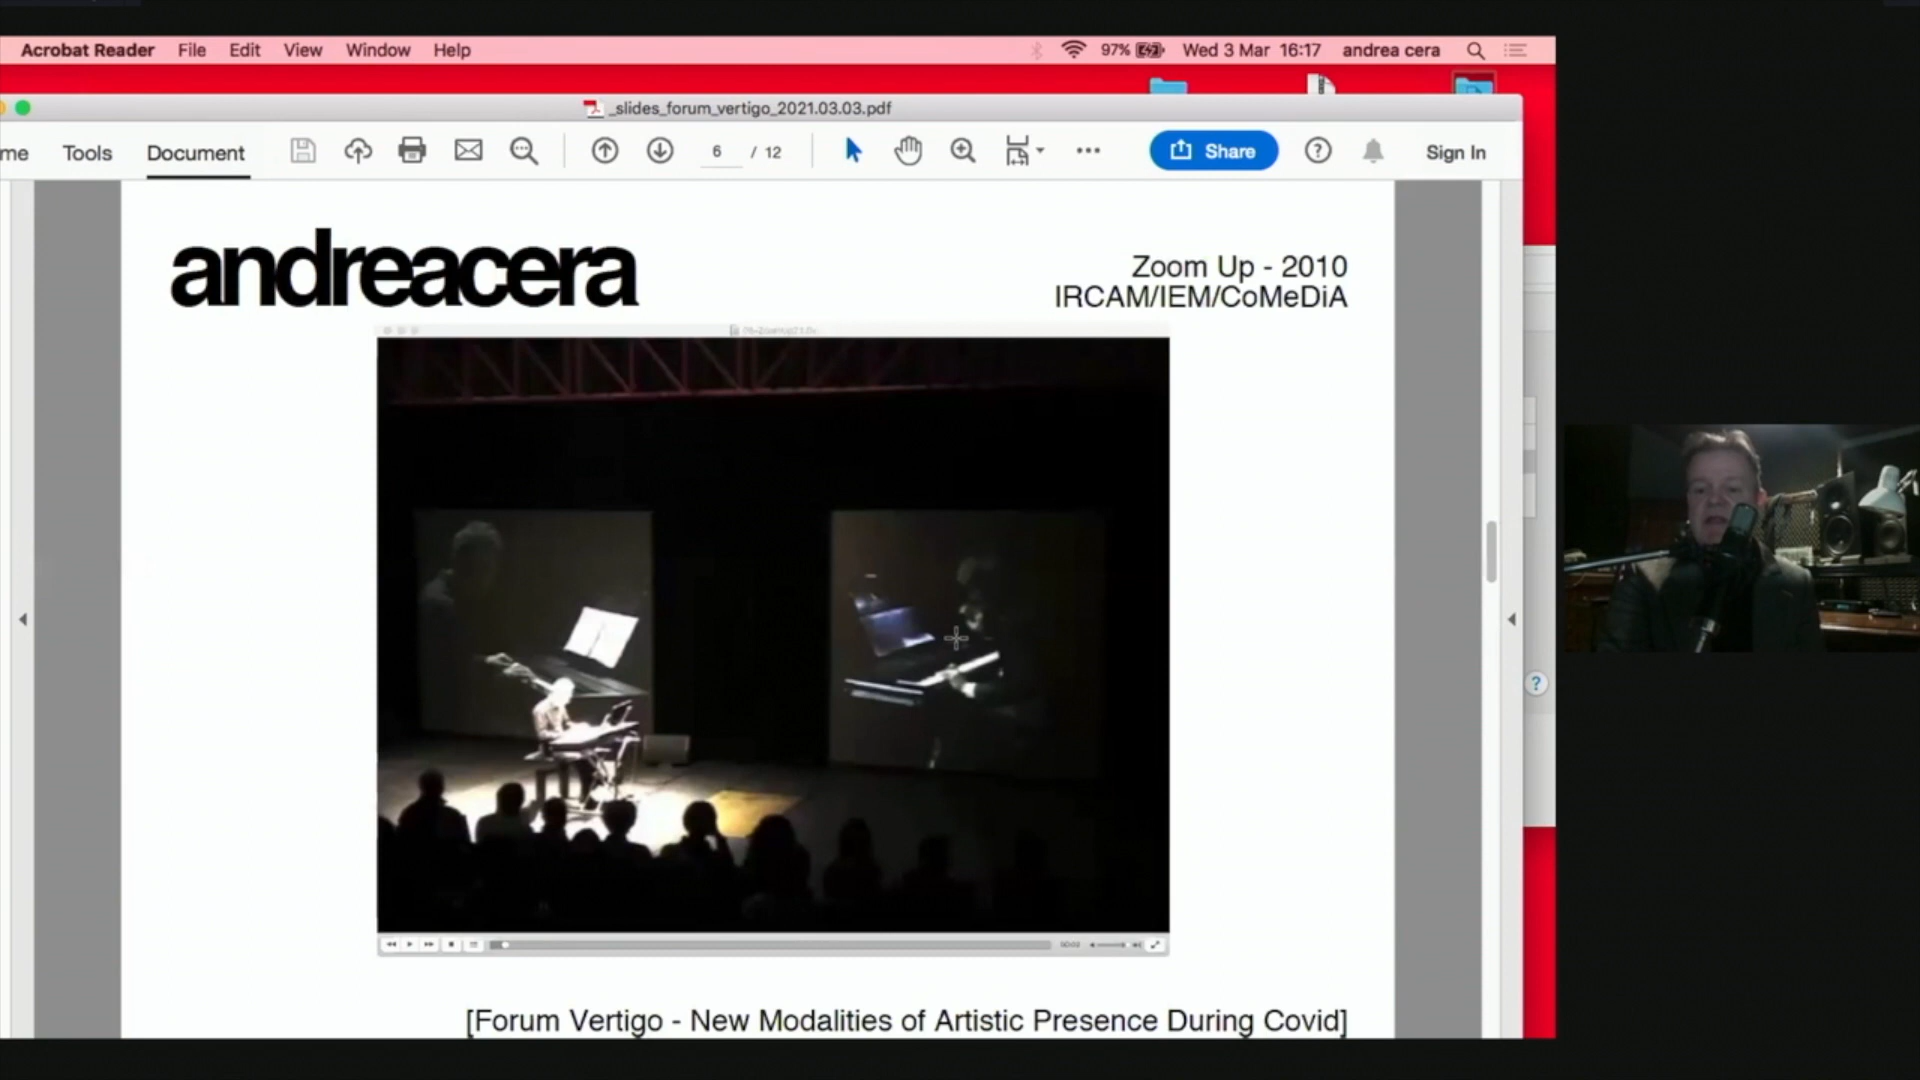 Acrobat Reader File Edit View Window Help 97% Wed 3 Mar 16:17 andrea cera
_slides_forum_vertigo_2021.03.03.pdf
me Tools Document 6 / 12 Share Sign In
andreacera
Zoom Up - 2010
IRCAM/IEM/CoMeDiA
[Forum Vertigo - New Modalities of Artistic Presence During Covid]